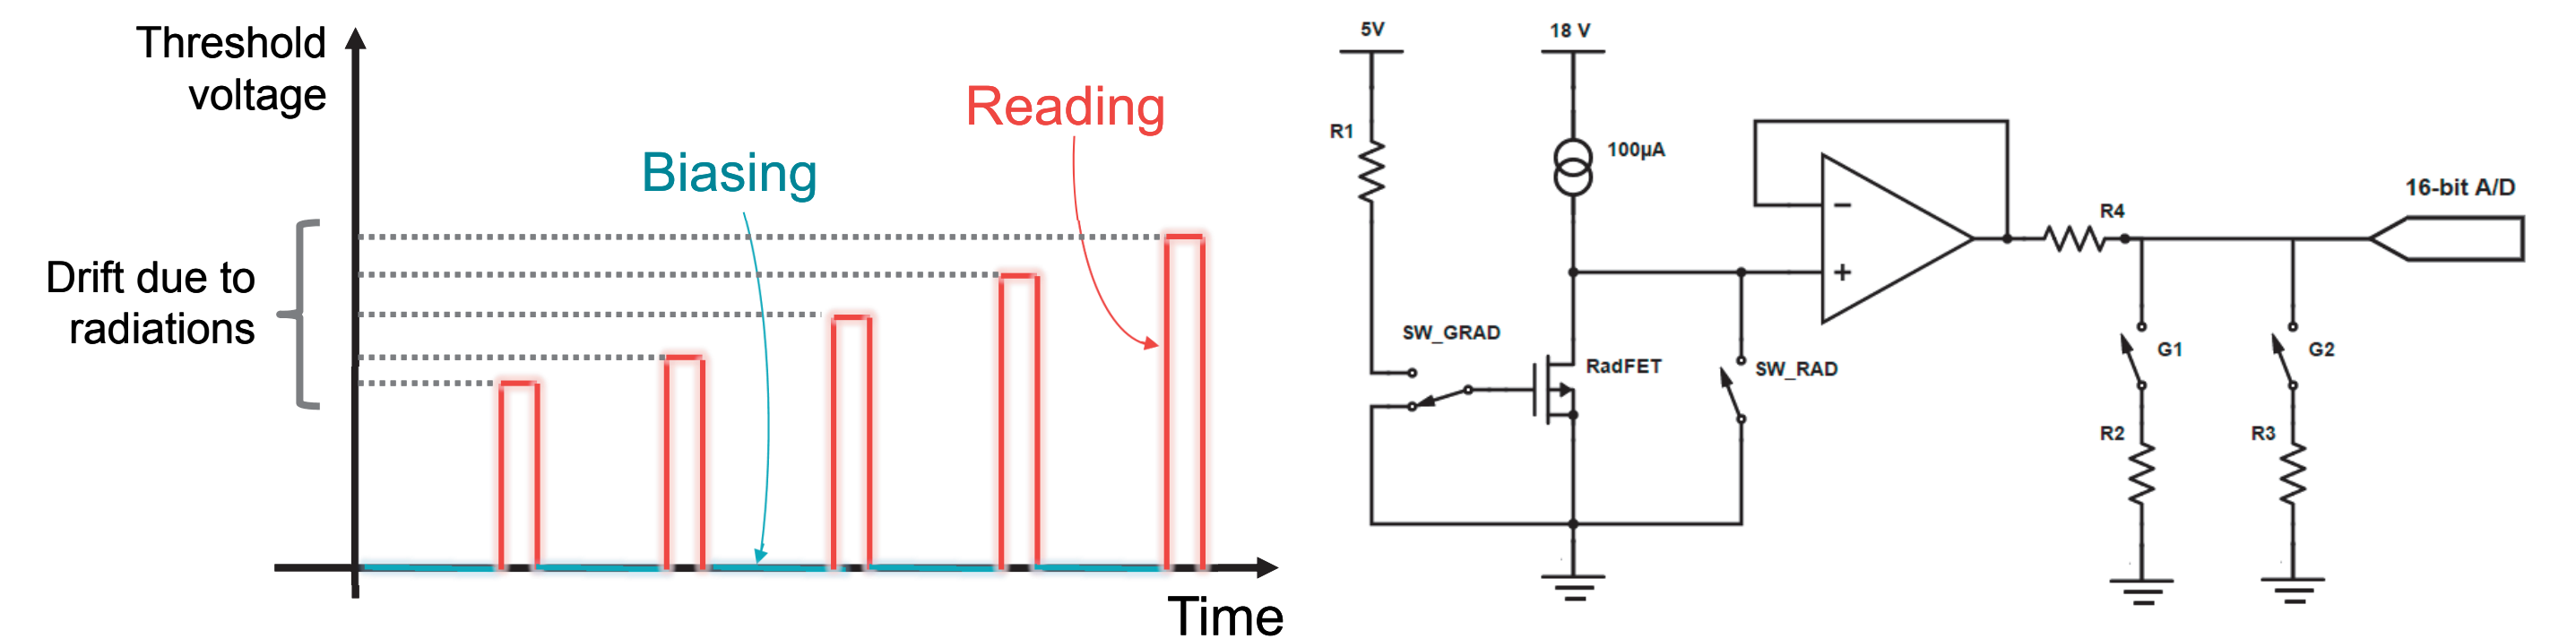 Threshold
voltage
Reading
Biasing
Drift due to
radiations
Time
5V
18 V
R1
100µA
16-bit A/D
R4
SW_GRAD
RadFET
SW_RAD
G1
G2
R2
R3